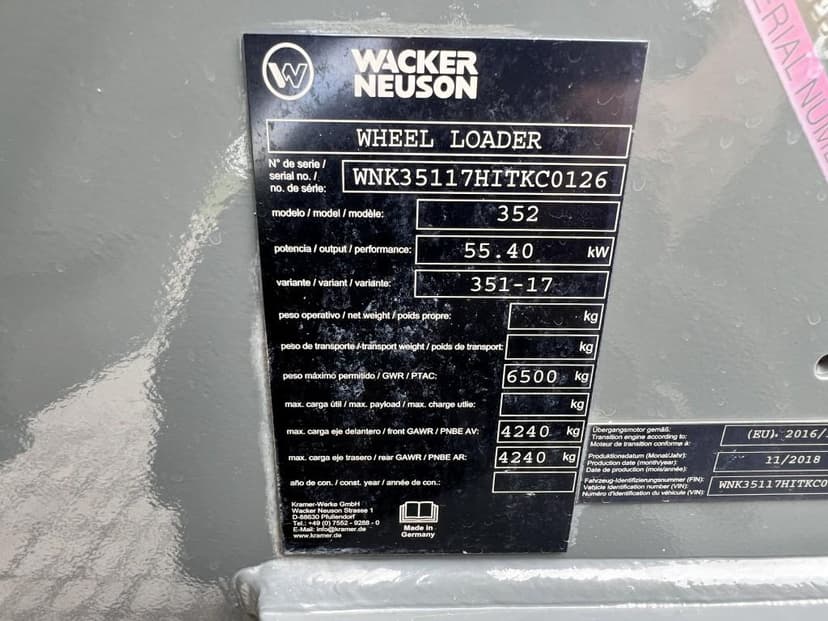 WACKER
NEUSON
WHEEL LOADER
N° de serie /
serial no. /
no. de série:
WNK35117HITKC0126
modelo / model / modèle:
352
potencia / output / performance:
55.40 kW
variante / variant / variante:
351-17
peso operativo / net weight / poids propre:
kg
peso de transporte / transport weight / poids de transport:
kg
peso máximo permitido / GWR / PTAC:
6500 kg
max. carga útil / max. payload / max. charge utlie:
kg
max. carga eje delantero / front GAWR / PNBE AV:
4240 kg
max. carga eje trasero / rear GAWR / PNBE AR:
4240 kg
año de con. / const. year / année de con.:
Kramer-Werke GmbH
Wacker Neuson Strasse 1
D-88630 Pfullendorf
Tel.: +49 (0) 7552 - 9288 - 0
E-Mail: info@kramer.de
www.kramer.de
Made in
Germany
SERIAL NUM
Übergangsmotor gemäß:
Transition engine according to:
Moteur de transition conforme à:
(EU). 2016/
Produktionsdatum (Monat/Jahr):
Production date (month/year):
Date de production (mois/année):
11/2018
Fahrzeug-Identifizierungsnummer (FIN):
Vehicle Identification number (VIN):
Numéro d'identification du véhicule (VIN):
WNK35117HITKC0